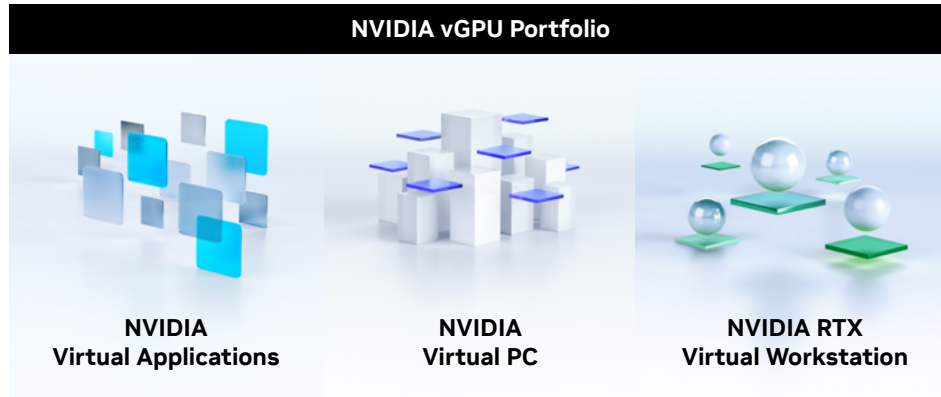 NVIDIA vGPU Portfolio
NVIDIA
Virtual Applications
NVIDIA
Virtual PC
NVIDIA RTX
Virtual Workstation